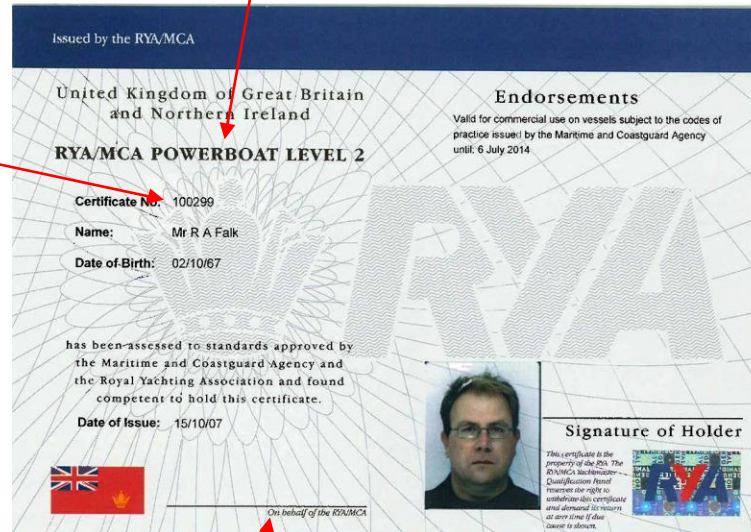 Issued by the RYA/MCA
United Kingdom of Great Britain
and Northern Ireland
RYA/MCA POWERBOAT LEVEL 2
Certificate No: 100299
Name: Mr R A Falk
Date of Birth: 02/10/67
has been assessed to standards approved by
the Maritime and Coastguard Agency and
the Royal Yachting Association and found
competent to hold this certificate.
Date of Issue: 15/10/07
On behalf of the RYA/MCA
Endorsements
Valid for commercial use on vessels subject to the codes of
practice issued by the Maritime and Coastguard Agency
until: 6 July 2014
RYA
Signature of Holder
This certificate is the
property of the RYA. The
RYA/MCA Yachtmaster
Qualification Panel
reserves the right to
withdraw this certificate
and demand its return
at any time if due
cause is shown.
RYA